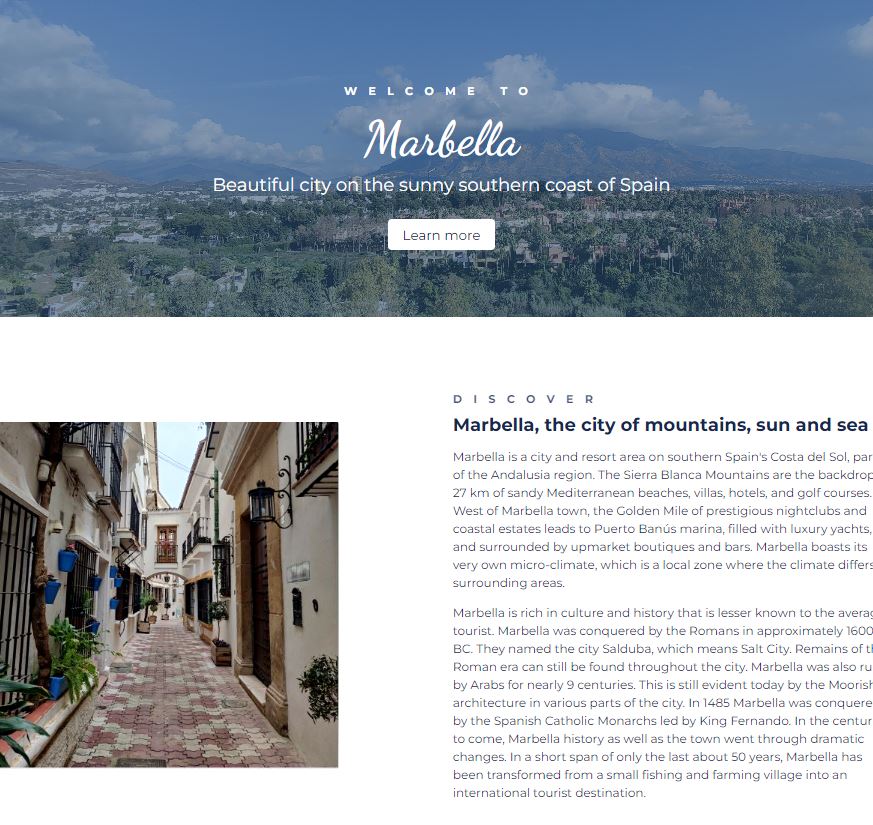 WELCOME TO
Marbella
Beautiful city on the sunny southern coast of Spain
Learn more
DISCOVER
Marbella, the city of mountains, sun and sea
Marbella is a city and resort area on southern Spain's Costa del Sol, par
of the Andalusia region. The Sierra Blanca Mountains are the backdrop
27 km of sandy Mediterranean beaches, villas, hotels, and golf courses.
West of Marbella town, the Golden Mile of prestigious nightclubs and
coastal estates leads to Puerto Banús marina, filled with luxury yachts,
and surrounded by upmarket boutiques and bars. Marbella boasts its
very own micro-climate, which is a local zone where the climate differs
surrounding areas.
Marbella is rich in culture and history that is lesser known to the averag
tourist. Marbella was conquered by the Romans in approximately 1600
BC. They named the city Salduba, which means Salt City. Remains of th
Roman era can still be found throughout the city. Marbella was also ru
by Arabs for nearly 9 centuries. This is still evident today by the Moorish
architecture in various parts of the city. In 1485 Marbella was conquere
by the Spanish Catholic Monarchs led by King Fernando. In the centur
to come, Marbella history as well as the town went through dramatic
changes. In a short span of only the last about 50 years, Marbella has
been transformed from a small fishing and farming village into an
international tourist destination.